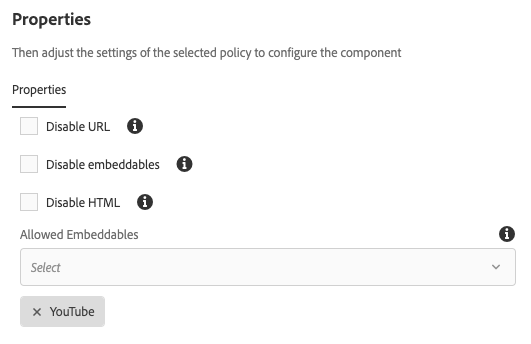 Properties
Then adjust the settings of the selected policy to configure the component
Properties
Disable URL
Disable embeddables
Disable HTML
Allowed Embeddables
Select
YouTube